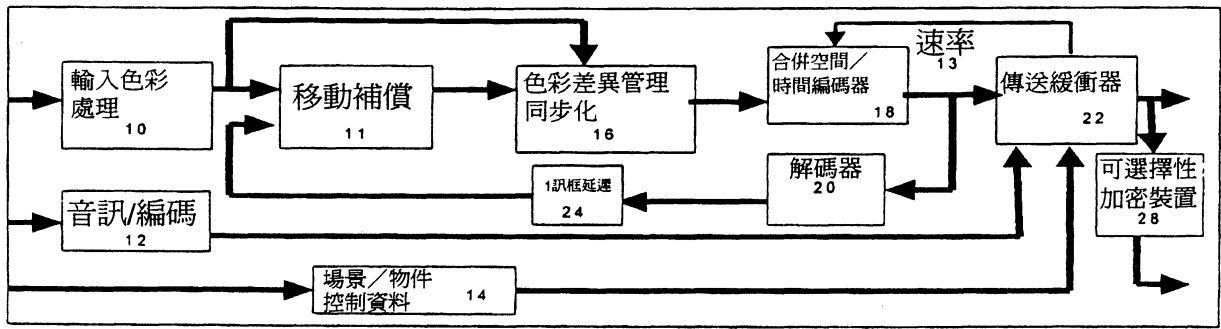 輸入色彩
處理
10
移動補償
11
色彩差異管理
同步化
16
合併空間／
時間編碼器
18
速率
13
傳送緩衝器
22
解碼器
20
1訊框延遲
24
可選擇性
加密裝置
28
音訊/編碼
12
場景／物件
控制資料
14